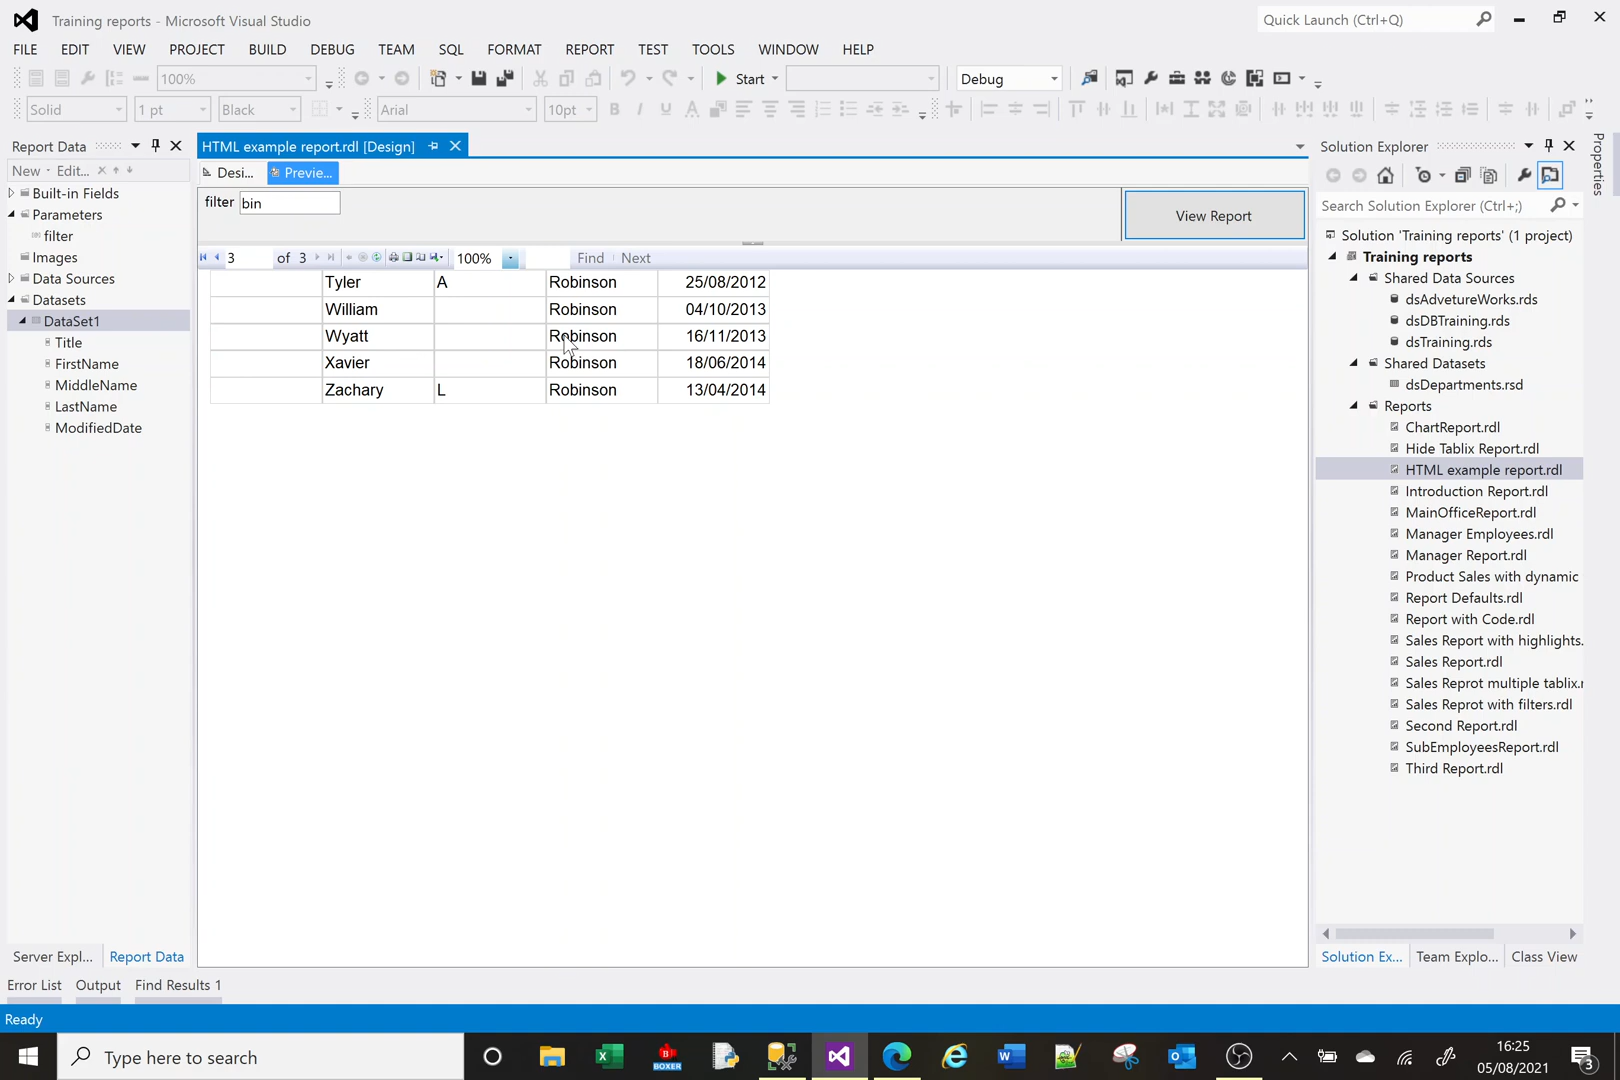 Training reports - Microsoft Visual Studio
Quick Launch (Ctrl+Q)
FILE EDIT VIEW PROJECT BUILD DEBUG TEAM SQL FORMAT REPORT TEST TOOLS WINDOW HELP
100% Start Debug
Solid 1 pt Black Arial 10pt B I U A
Report Data
New Edit...
Built-in Fields
Parameters
filter
Images
Data Sources
Datasets
DataSet1
Title
FirstName
MiddleName
LastName
ModifiedDate
Server Expl... Report Data
HTML example report.rdl [Design]
Desi... Previe...
filter bin
View Report
3 of 3 100% Find Next
Tyler A Robinson 25/08/2012
William Robinson 04/10/2013
Wyatt Robinson 16/11/2013
Xavier Robinson 18/06/2014
Zachary L Robinson 13/04/2014
Solution Explorer
Search Solution Explorer (Ctrl+;)
Solution 'Training reports' (1 project)
Training reports
Shared Data Sources
dsAdvetureWorks.rds
dsDBTraining.rds
dsTraining.rds
Shared Datasets
dsDepartments.rsd
Reports
ChartReport.rdl
Hide Tablix Report.rdl
HTML example report.rdl
Introduction Report.rdl
MainOfficeReport.rdl
Manager Employees.rdl
Manager Report.rdl
Product Sales with dynamic
Report Defaults.rdl
Report with Code.rdl
Sales Report with highlights.
Sales Report.rdl
Sales Reprot multiple tablix.r
Sales Reprot with filters.rdl
Second Report.rdl
SubEmployeesReport.rdl
Third Report.rdl
Solution Ex... Team Explo... Class View
Properties
Error List Output Find Results 1
Ready
Type here to search
BOXER
16:25
05/08/2021
3